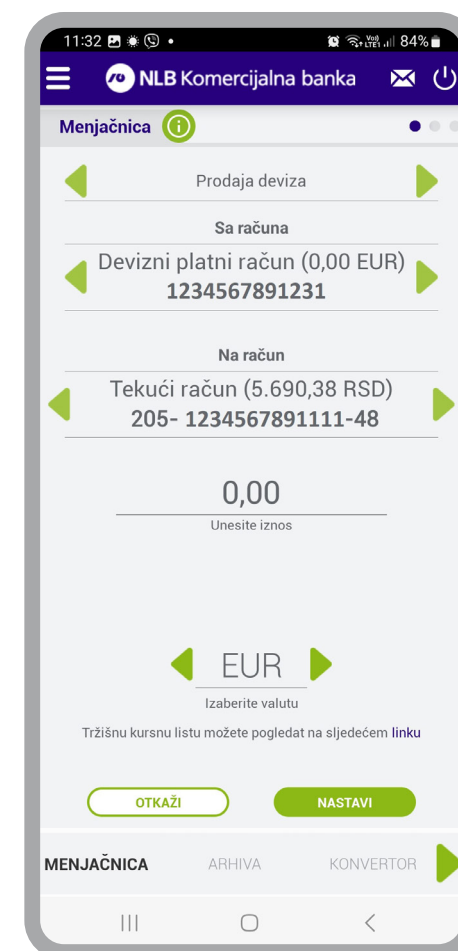 11:32 84%
NLB Komercijalna banka
Menjačnica
Prodaja deviza
Sa računa
Devizni platni račun (0,00 EUR)
1234567891231
Na račun
Tekući račun (5.690,38 RSD)
205- 1234567891111-48
0,00
Unesite iznos
EUR
Izaberite valutu
Tržišnu kursnu listu možete pogledat na sljedećem linku
OTKAŽI NASTAVI
MENJAČNICA ARHIVA KONVERTOR